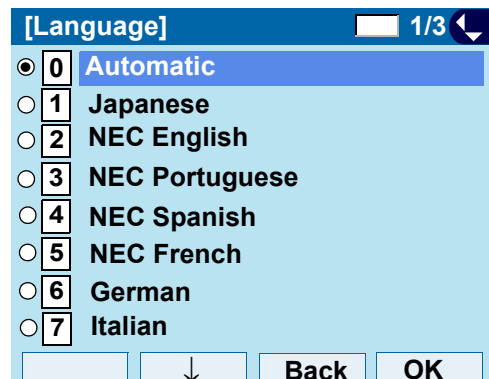 [Language] 1/3
0 Automatic
1 Japanese
2 NEC English
3 NEC Portuguese
4 NEC Spanish
5 NEC French
6 German
7 Italian
↓ Back OK